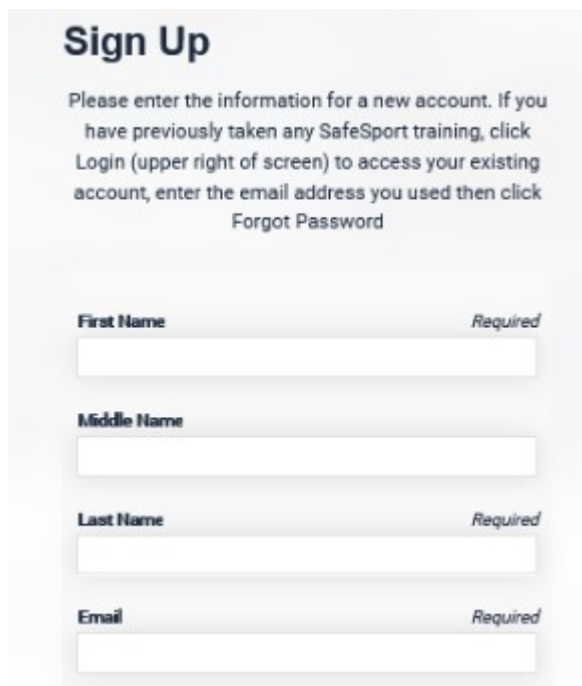 Sign Up
Please enter the information for a new account. If you
have previously taken any SafeSport training, click
Login (upper right of screen) to access your existing
account, enter the email address you used then click
Forgot Password
First Name Required
Middle Name
Last Name Required
Email Required